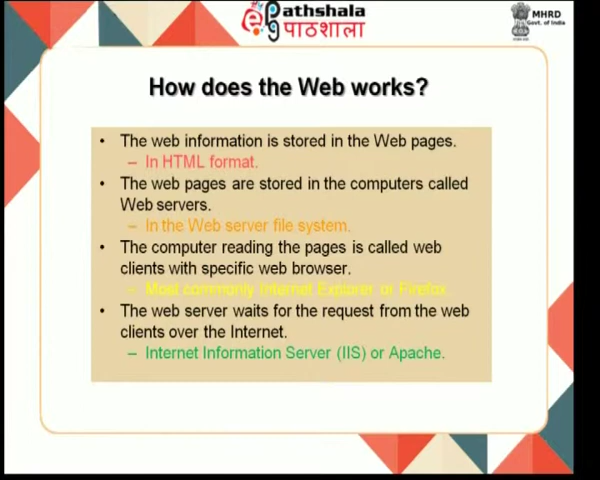 ePathshala
पाठशाला
MHRD
Govt. of India
How does the Web works?
• The web information is stored in the Web pages.
– In HTML format.
• The web pages are stored in the computers called
Web servers.
– In the Web server file system.
• The computer reading the pages is called web
clients with specific web browser.
– Most commonly Internet Explorer or Firefox.
• The web server waits for the request from the web
clients over the Internet.
– Internet Information Server (IIS) or Apache.